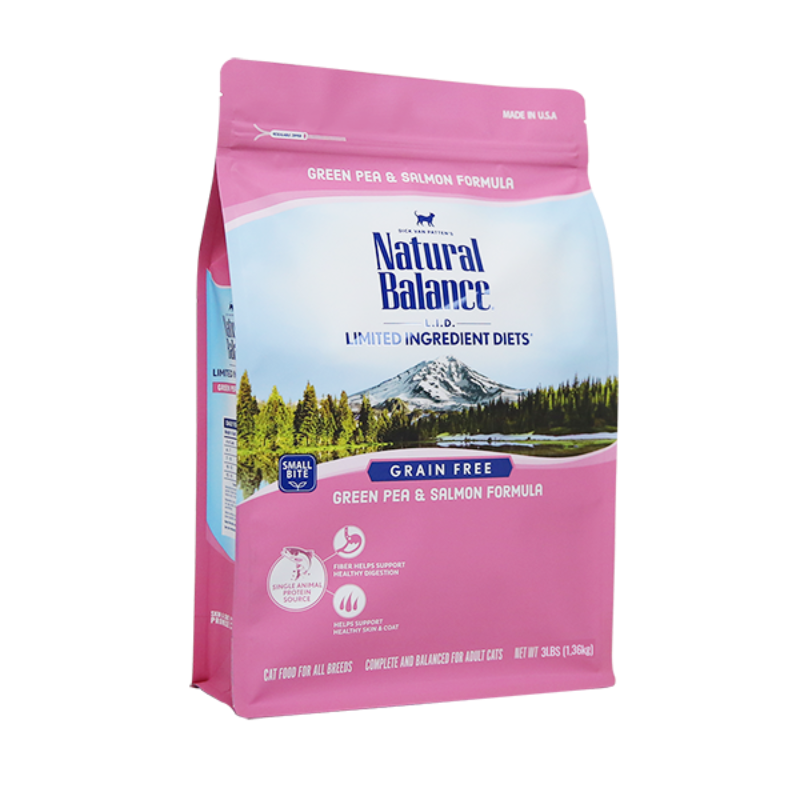 MADE IN U.S.A
GREEN PEA & SALMON FORMULA
DICK VAN PATTEN'S
Natural
Balance
L.I.D.
LIMITED INGREDIENT DIETS
SMALL
BITE
GRAIN FREE
GREEN PEA & SALMON FORMULA
SINGLE ANIMAL
PROTEIN
SOURCE
FIBER HELPS SUPPORT
HEALTHY DIGESTION
HELPS SUPPORT
HEALTHY SKIN & COAT
CAT FOOD FOR ALL BREEDS COMPLETE AND BALANCED FOR ADULT CATS NET WT 3LBS (1.36kg)